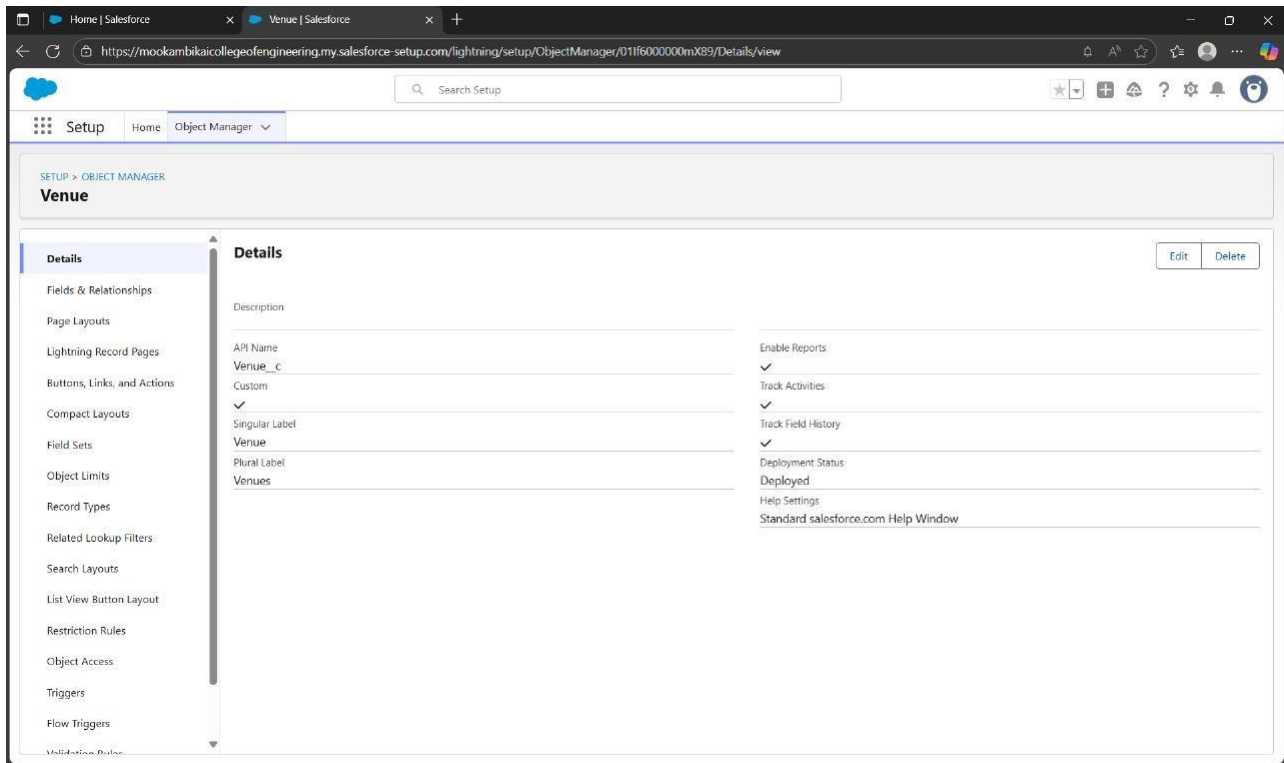 Home | Salesforce
Venue | Salesforce
https://mookambikaicollegeofengineering.my.salesforce-setup.com/lightning/setup/ObjectManager/01If6000000mX89/Details/view
Search Setup
Setup Home Object Manager
SETUP > OBJECT MANAGER
Venue
Details
Fields & Relationships
Page Layouts
Lightning Record Pages
Buttons, Links, and Actions
Compact Layouts
Field Sets
Object Limits
Record Types
Related Lookup Filters
Search Layouts
List View Button Layout
Restriction Rules
Object Access
Triggers
Flow Triggers
Validation Rules
Details
Edit Delete
Description
API Name
Venue__c
Custom
Singular Label
Venue
Plural Label
Venues
Enable Reports
Track Activities
Track Field History
Deployment Status
Deployed
Help Settings
Standard salesforce.com Help Window